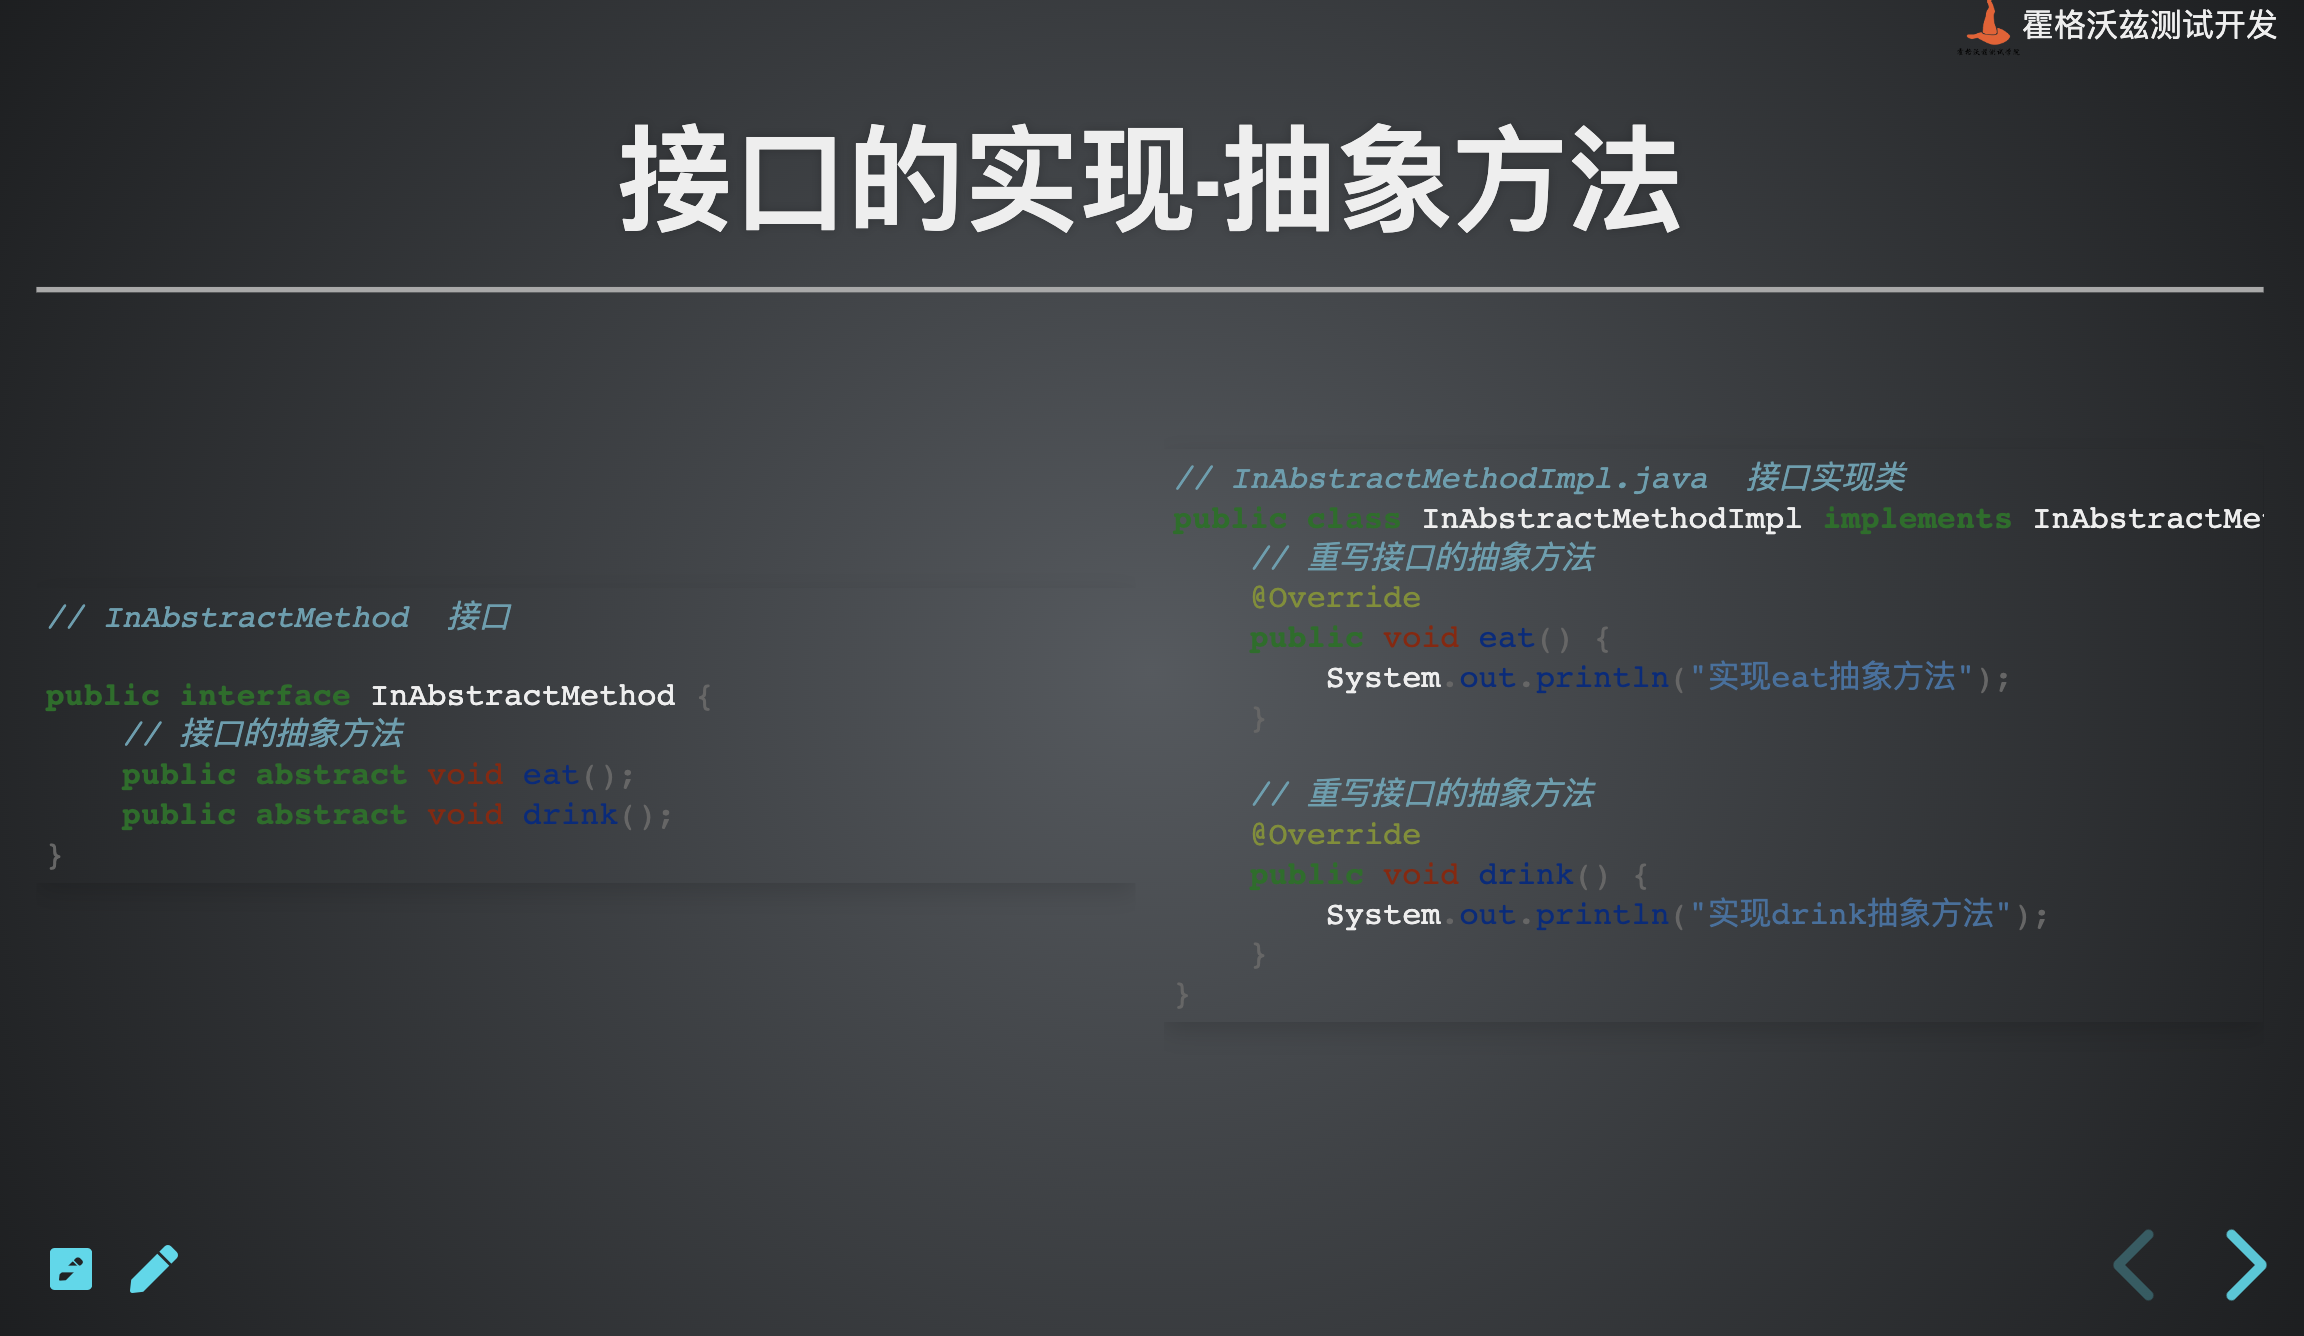 霍格沃兹测试开发
接口的实现-抽象方法
// InAbstractMethod  接口

public interface InAbstractMethod {
    // 接口的抽象方法
    public abstract void eat();
    public abstract void drink();
}
// InAbstractMethodImpl.java  接口实现类
public class InAbstractMethodImpl implements InAbstractMe
    // 重写接口的抽象方法
    @Override
    public void eat() {
        System.out.println("实现eat抽象方法");
    }

    // 重写接口的抽象方法
    @Override
    public void drink() {
        System.out.println("实现drink抽象方法");
    }
}